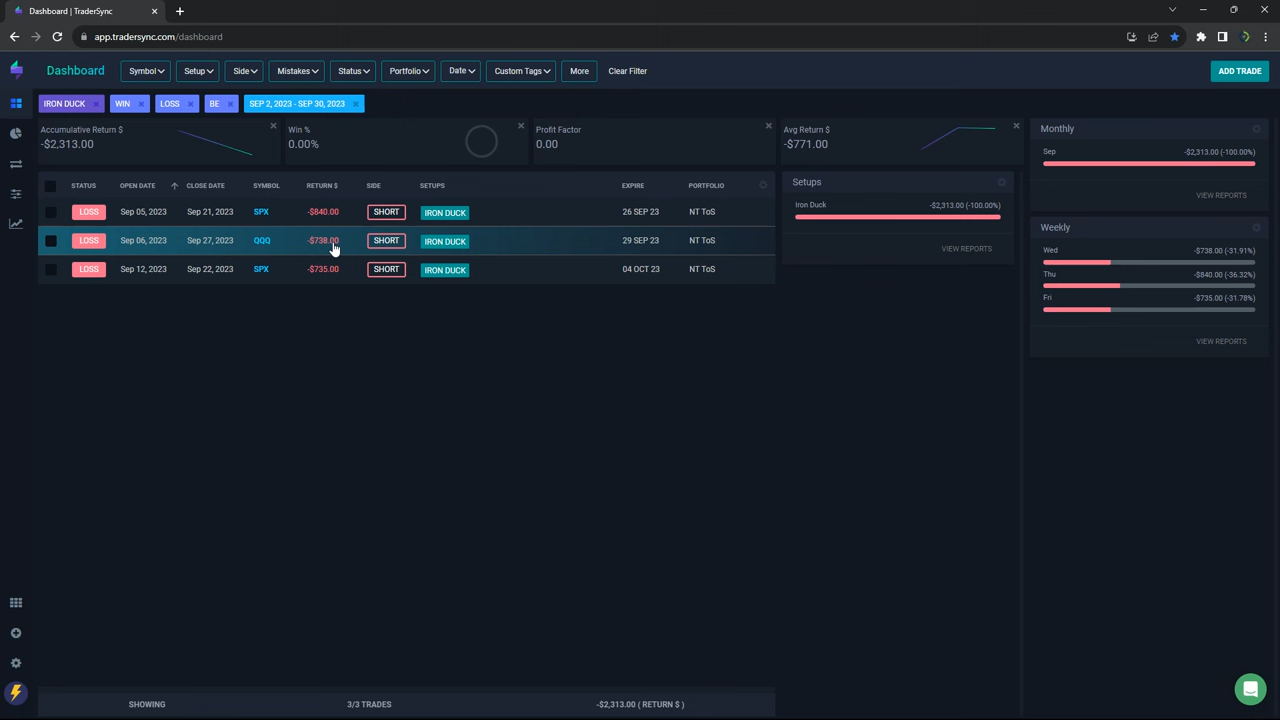 Dashboard | TraderSync
app.tradersync.com/dashboard
Dashboard Symbol Setup Side Mistakes Status Portfolio Date Custom Tags More Clear Filter ADD TRADE
IRON DUCK × WIN × LOSS × BE × SEP 2, 2023 - SEP 30, 2023 ×
Accumulative Return $
-$2,313.00
Win %
0.00%
Profit Factor
0.00
Avg Return $
-$771.00
STATUS OPEN DATE CLOSE DATE SYMBOL RETURN $ SIDE SETUPS EXPIRE PORTFOLIO
LOSS Sep 05, 2023 Sep 21, 2023 SPX -$840.00 SHORT IRON DUCK 26 SEP 23 NT ToS
LOSS Sep 06, 2023 Sep 27, 2023 QQQ -$738.00 SHORT IRON DUCK 29 SEP 23 NT ToS
LOSS Sep 12, 2023 Sep 22, 2023 SPX -$735.00 SHORT IRON DUCK 04 OCT 23 NT ToS
SHOWING 3/3 TRADES -$2,313.00 ( RETURN $ )
Setups
Iron Duck -$2,313.00 (-100.00%)
VIEW REPORTS
Monthly
Sep -$2,313.00 (-100.00%)
VIEW REPORTS
Weekly
Wed -$738.00 (-31.91%)
Thu -$840.00 (-36.32%)
Fri -$735.00 (-31.78%)
VIEW REPORTS